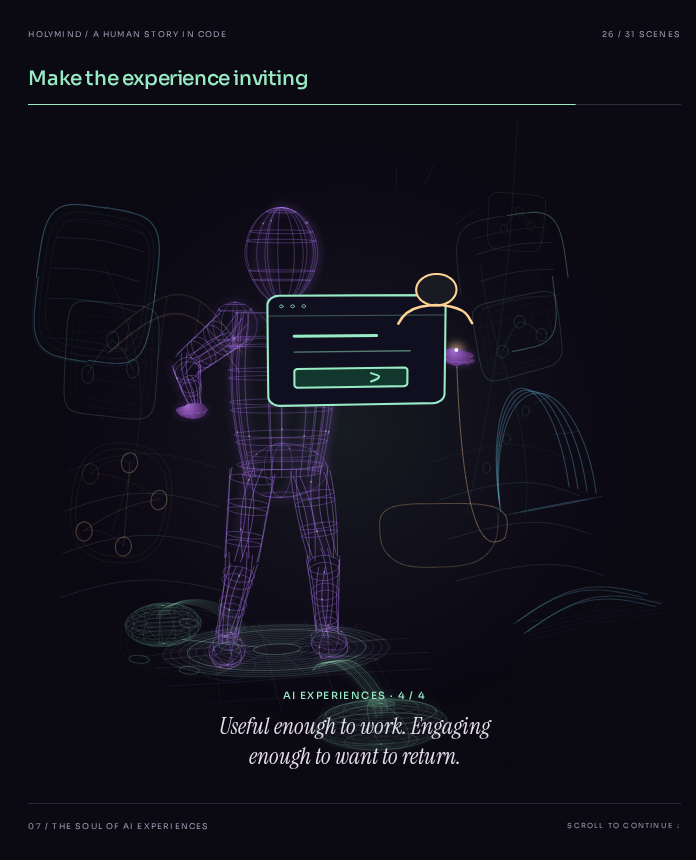 HOLYMIND / A HUMAN STORY IN CODE
26 / 31 SCENES
Make the experience inviting
AI EXPERIENCES · 4 / 4
Useful enough to work. Engaging
enough to want to return.
07 / THE SOUL OF AI EXPERIENCES
SCROLL TO CONTINUE ↓